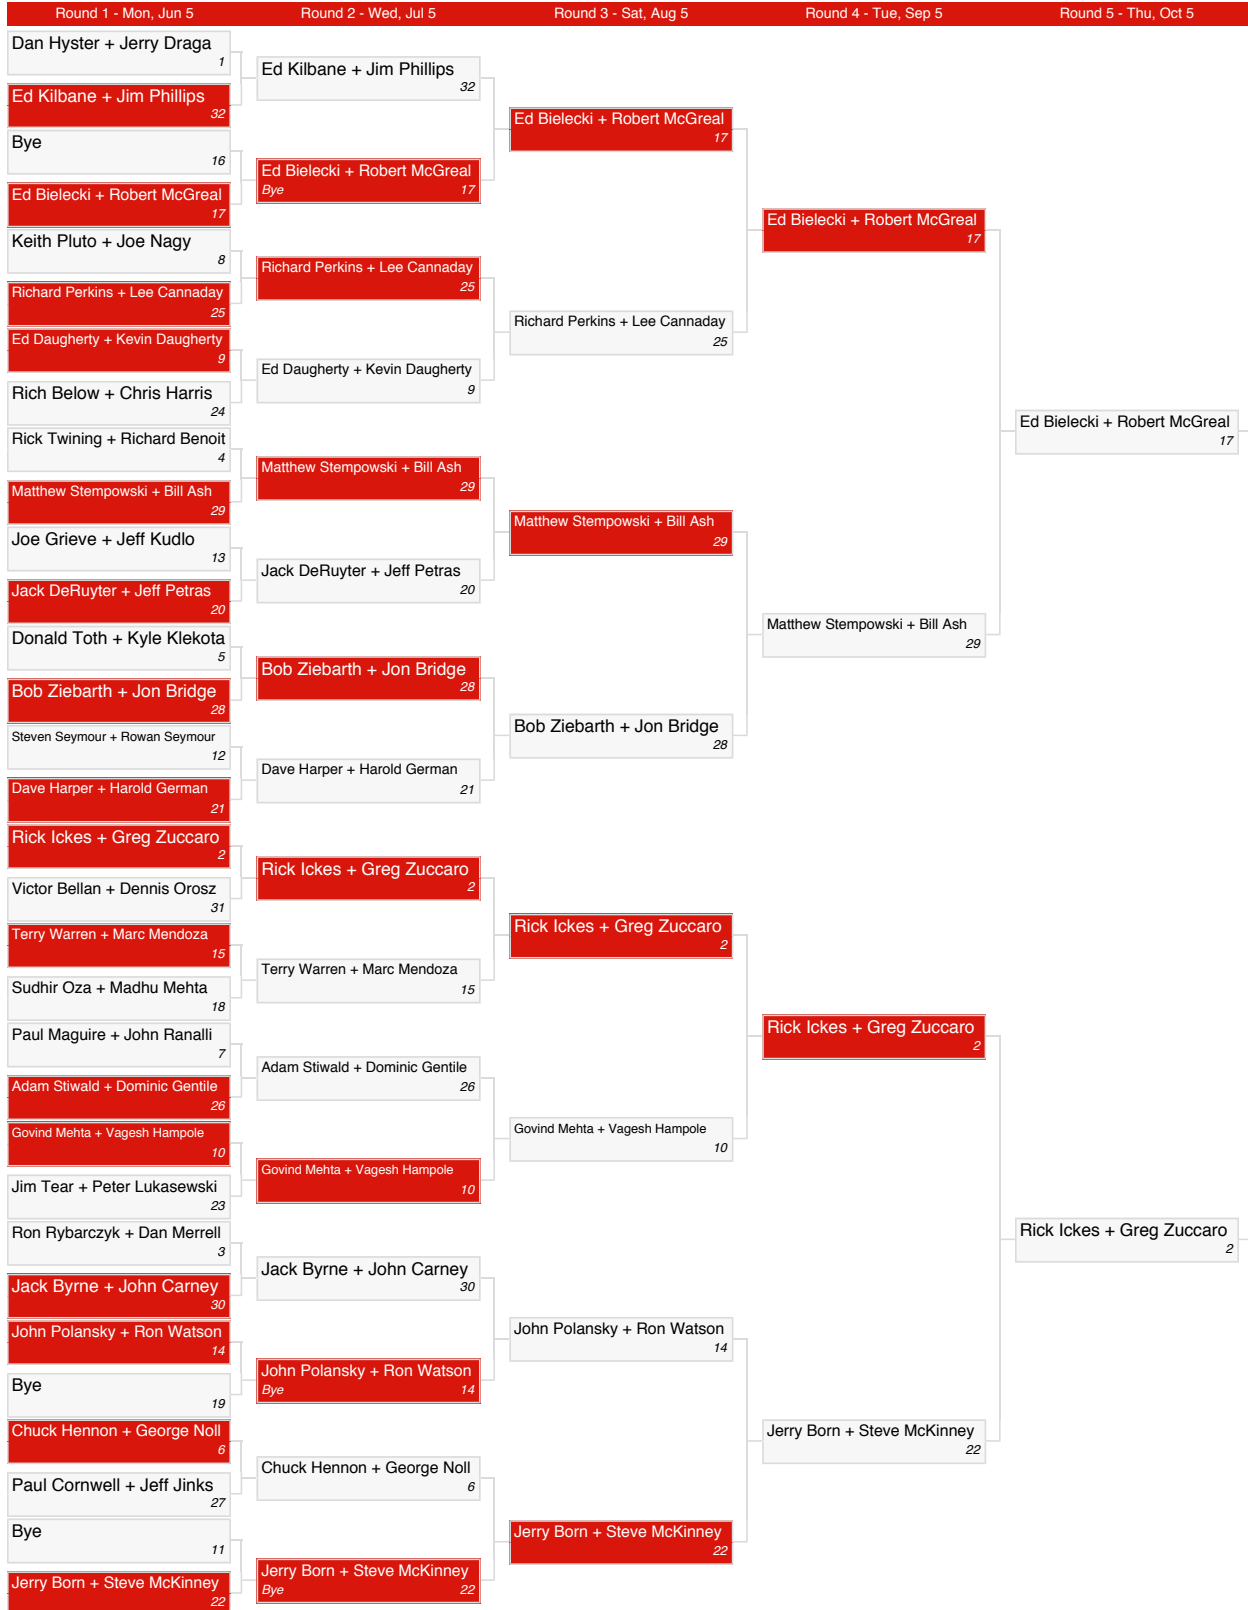 Round 1 - Mon, Jun 5
Round 2 - Wed, Jul 5
Round 3 - Sat, Aug 5
Round 4 - Tue, Sep 5
Round 5 - Thu, Oct 5
Dan Hyster + Jerry Draga
1
Ed Kilbane + Jim Phillips
32
Bye
16
Ed Bielecki + Robert McGreal
17
Keith Pluto + Joe Nagy
8
Richard Perkins + Lee Cannaday
25
Ed Daugherty + Kevin Daugherty
9
Rich Below + Chris Harris
24
Rick Twining + Richard Benoit
4
Matthew Stempowski + Bill Ash
29
Joe Grieve + Jeff Kudlo
13
Jack DeRuyter + Jeff Petras
20
Donald Toth + Kyle Klekota
5
Bob Ziebarth + Jon Bridge
28
Steven Seymour + Rowan Seymour
12
Dave Harper + Harold German
21
Rick Ickes + Greg Zuccaro
2
Victor Bellan + Dennis Orosz
31
Terry Warren + Marc Mendoza
15
Sudhir Oza + Madhu Mehta
18
Paul Maguire + John Ranalli
7
Adam Stiwald + Dominic Gentile
26
Govind Mehta + Vagesh Hampole
10
Jim Tear + Peter Lukasewski
23
Ron Rybarczyk + Dan Merrell
3
Jack Byrne + John Carney
30
John Polansky + Ron Watson
14
Bye
19
Chuck Hennon + George Noll
6
Paul Cornwell + Jeff Jinks
27
Bye
11
Jerry Born + Steve McKinney
22
Ed Kilbane + Jim Phillips
32
Ed Bielecki + Robert McGreal
Bye 17
Richard Perkins + Lee Cannaday
25
Ed Daugherty + Kevin Daugherty
9
Matthew Stempowski + Bill Ash
29
Jack DeRuyter + Jeff Petras
20
Bob Ziebarth + Jon Bridge
28
Dave Harper + Harold German
21
Rick Ickes + Greg Zuccaro
2
Terry Warren + Marc Mendoza
15
Adam Stiwald + Dominic Gentile
26
Govind Mehta + Vagesh Hampole
10
Jack Byrne + John Carney
30
John Polansky + Ron Watson
Bye 14
Chuck Hennon + George Noll
6
Jerry Born + Steve McKinney
Bye 22
Ed Bielecki + Robert McGreal
17
Richard Perkins + Lee Cannaday
25
Matthew Stempowski + Bill Ash
29
Bob Ziebarth + Jon Bridge
28
Rick Ickes + Greg Zuccaro
2
Govind Mehta + Vagesh Hampole
10
John Polansky + Ron Watson
14
Jerry Born + Steve McKinney
22
Ed Bielecki + Robert McGreal
17
Matthew Stempowski + Bill Ash
29
Rick Ickes + Greg Zuccaro
2
Jerry Born + Steve McKinney
22
Ed Bielecki + Robert McGreal
17
Rick Ickes + Greg Zuccaro
2